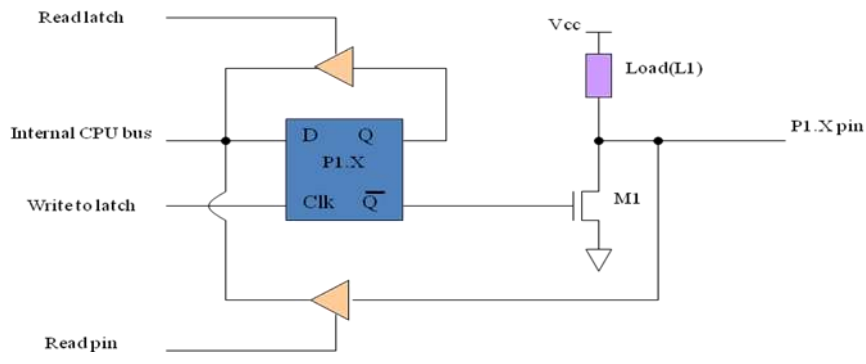 Read latch
Vcc
Load(L1)
Internal CPU bus
D Q
P1.X pin
P1.X
Write to latch
Clk Q̅
M1
Read pin